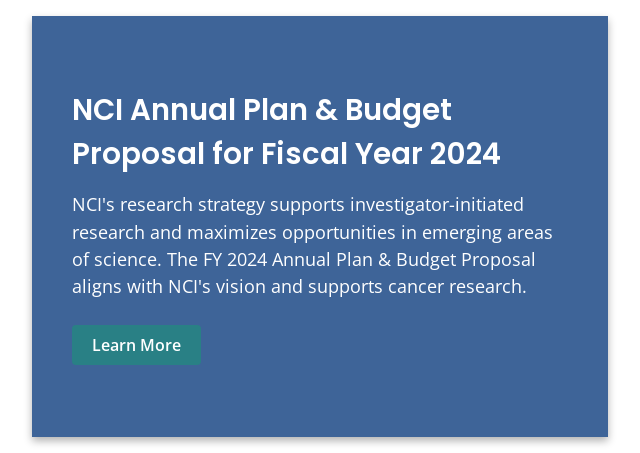 NCI Annual Plan & Budget
Proposal for Fiscal Year 2024
NCI's research strategy supports investigator-initiated
research and maximizes opportunities in emerging areas
of science. The FY 2024 Annual Plan & Budget Proposal
aligns with NCI's vision and supports cancer research.
Learn More